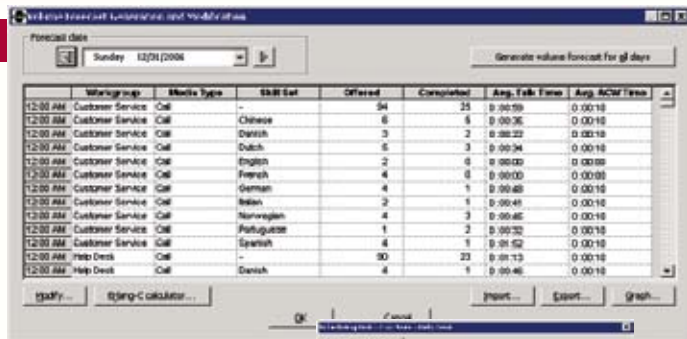 Volume Forecast Generation and Modification
Forecast date
Sunday 12/31/2006
Generate volume forecast for all days
Workgroup Media Type Skill Set Offered Completed Avg. Talk Time Avg. ACW Time
12:00 AM Customer Service Call - 94 25 0:00:59 0:00:10
12:00 AM Customer Service Call Chinese 6 5 0:00:35 0:00:10
12:00 AM Customer Service Call Danish 3 2 0:00:22 0:00:10
12:00 AM Customer Service Call Dutch 5 3 0:00:34 0:00:10
12:00 AM Customer Service Call English 2 0 0:00:00 0:00:00
12:00 AM Customer Service Call French 4 0 0:00:00 0:00:00
12:00 AM Customer Service Call German 4 1 0:00:48 0:00:10
12:00 AM Customer Service Call Italian 2 1 0:00:41 0:00:10
12:00 AM Customer Service Call Norwegian 4 3 0:00:45 0:00:10
12:00 AM Customer Service Call Portuguese 1 2 0:00:32 0:00:10
12:00 AM Customer Service Call Spanish 4 1 0:01:52 0:00:10
12:00 AM Help Desk Call - 90 23 0:01:13 0:00:10
12:00 AM Help Desk Call Danish 4 1 0:00:46 0:00:10
Modify... Erlang-C calculator... Import... Export... Graph...
OK Cancel